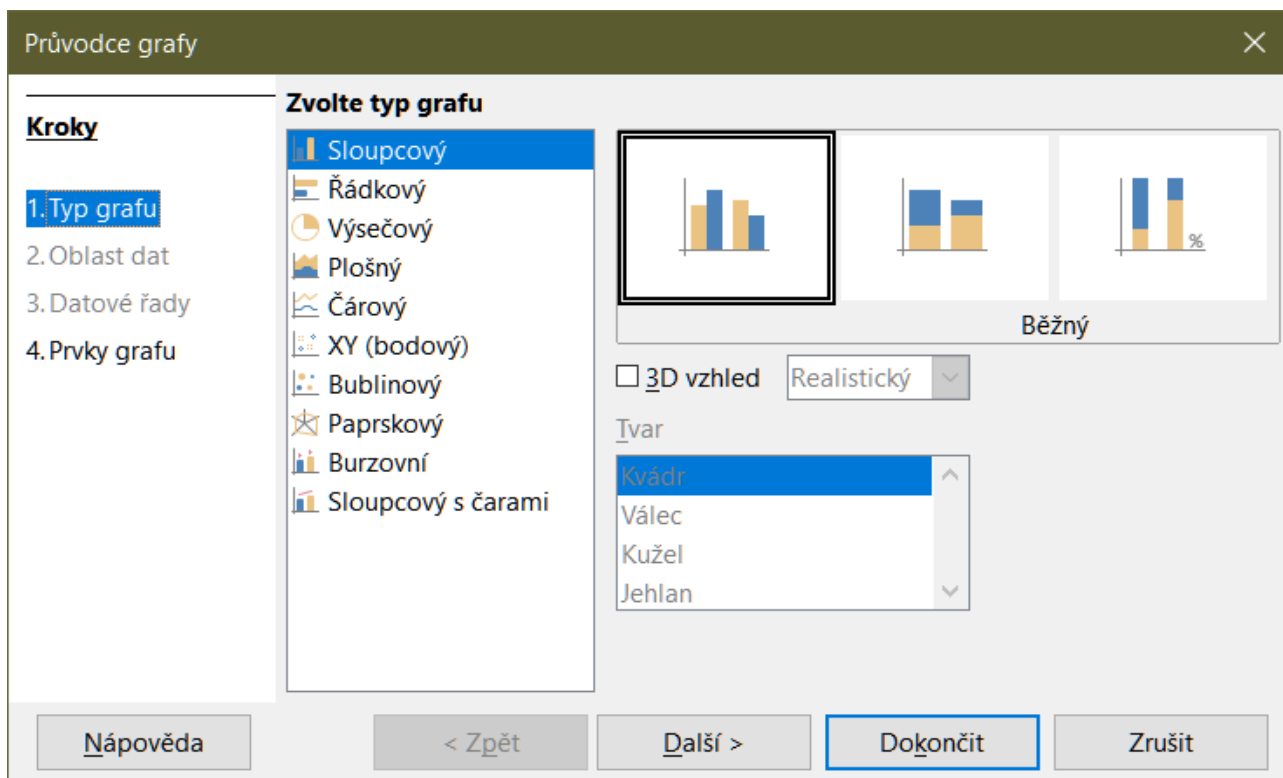 Průvodce grafy
Kroky
1. Typ grafu
2. Oblast dat
3. Datové řady
4. Prvky grafu
Zvolte typ grafu
Sloupcový
Řádkový
Výsečový
Plošný
Čárový
XY (bodový)
Bublinový
Paprskový
Burzovní
Sloupcový s čarami
%
Běžný
3D vzhled Realistický
Tvar
Kvádr
Válec
Kužel
Jehlan
Nápověda < Zpět Další > Dokončit Zrušit